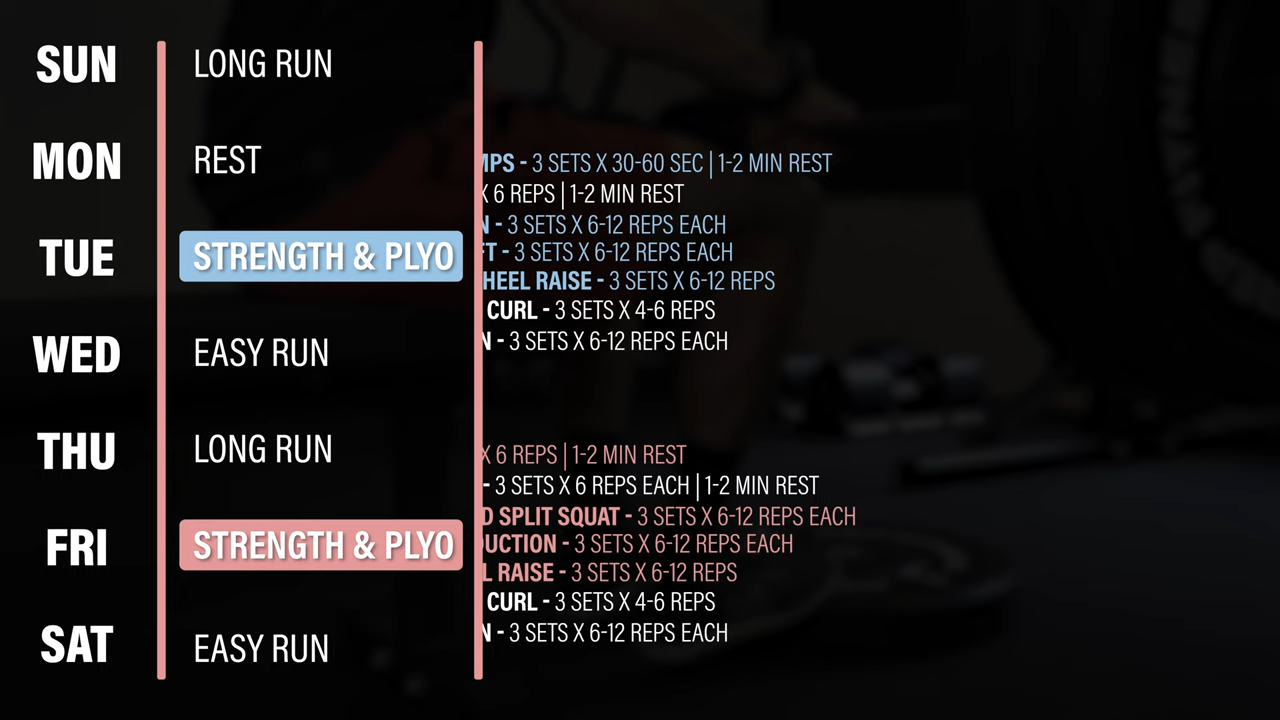 SUN LONG RUN
MON REST
TUE STRENGTH & PLYO
WED EASY RUN
THU LONG RUN
FRI STRENGTH & PLYO
SAT EASY RUN
MPS - 3 SETS X 30-60 SEC | 1-2 MIN REST
X 6 REPS | 1-2 MIN REST
N - 3 SETS X 6-12 REPS EACH
FT - 3 SETS X 6-12 REPS EACH
HEEL RAISE - 3 SETS X 6-12 REPS
CURL - 3 SETS X 4-6 REPS
N - 3 SETS X 6-12 REPS EACH
X 6 REPS | 1-2 MIN REST
- 3 SETS X 6 REPS EACH | 1-2 MIN REST
D SPLIT SQUAT - 3 SETS X 6-12 REPS EACH
DUCTION - 3 SETS X 6-12 REPS EACH
L RAISE - 3 SETS X 6-12 REPS
CURL - 3 SETS X 4-6 REPS
N - 3 SETS X 6-12 REPS EACH